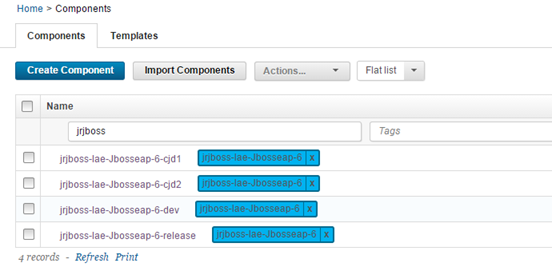 Home > Components
Components Templates
Create Component Import Components Actions... Flat list
Name
jrjboss Tags
jrjboss-lae-Jbosseap-6-cjd1 jrjboss-lae-Jbosseap-6 x
jrjboss-lae-Jbosseap-6-cjd2 jrjboss-lae-Jbosseap-6 x
jrjboss-lae-Jbosseap-6-dev jrjboss-lae-Jbosseap-6 x
jrjboss-lae-Jbosseap-6-release jrjboss-lae-Jbosseap-6 x
4 records - Refresh Print